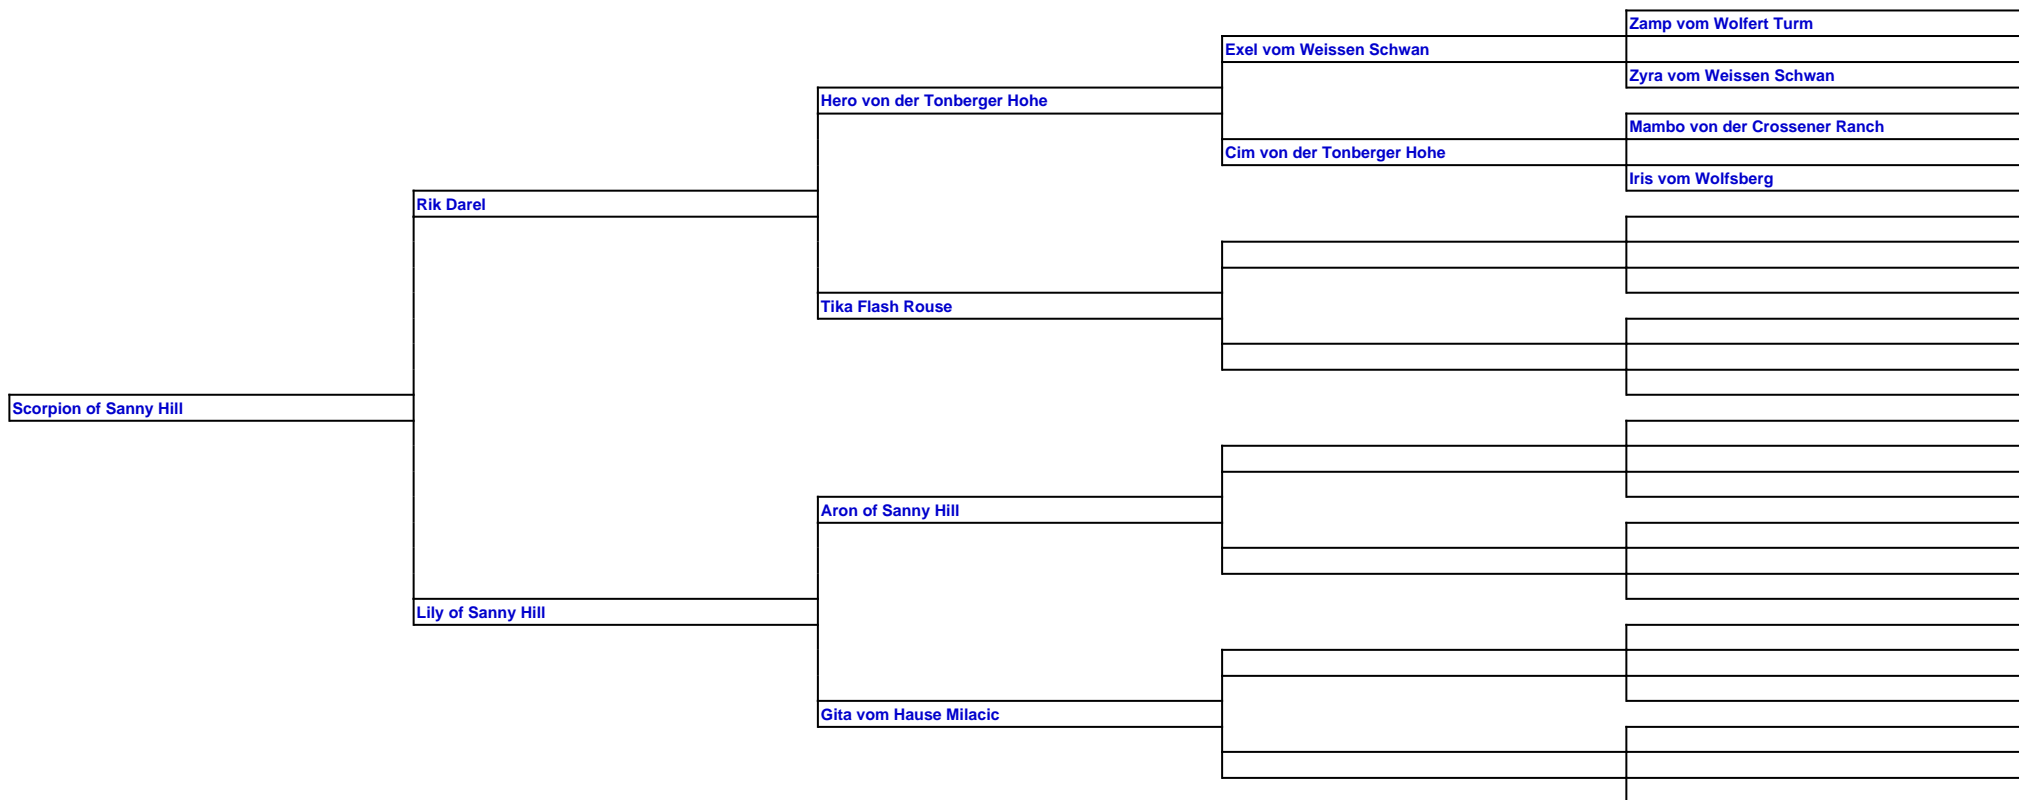 Zamp vom Wolfert Turm
Exel vom Weissen Schwan
Zyra vom Weissen Schwan
Hero von der Tonberger Hohe
Mambo von der Crossener Ranch
Cim von der Tonberger Hohe
Iris vom Wolfsberg
Rik Darel
Tika Flash Rouse
Scorpion of Sanny Hill
Aron of Sanny Hill
Lily of Sanny Hill
Gita vom Hause Milacic